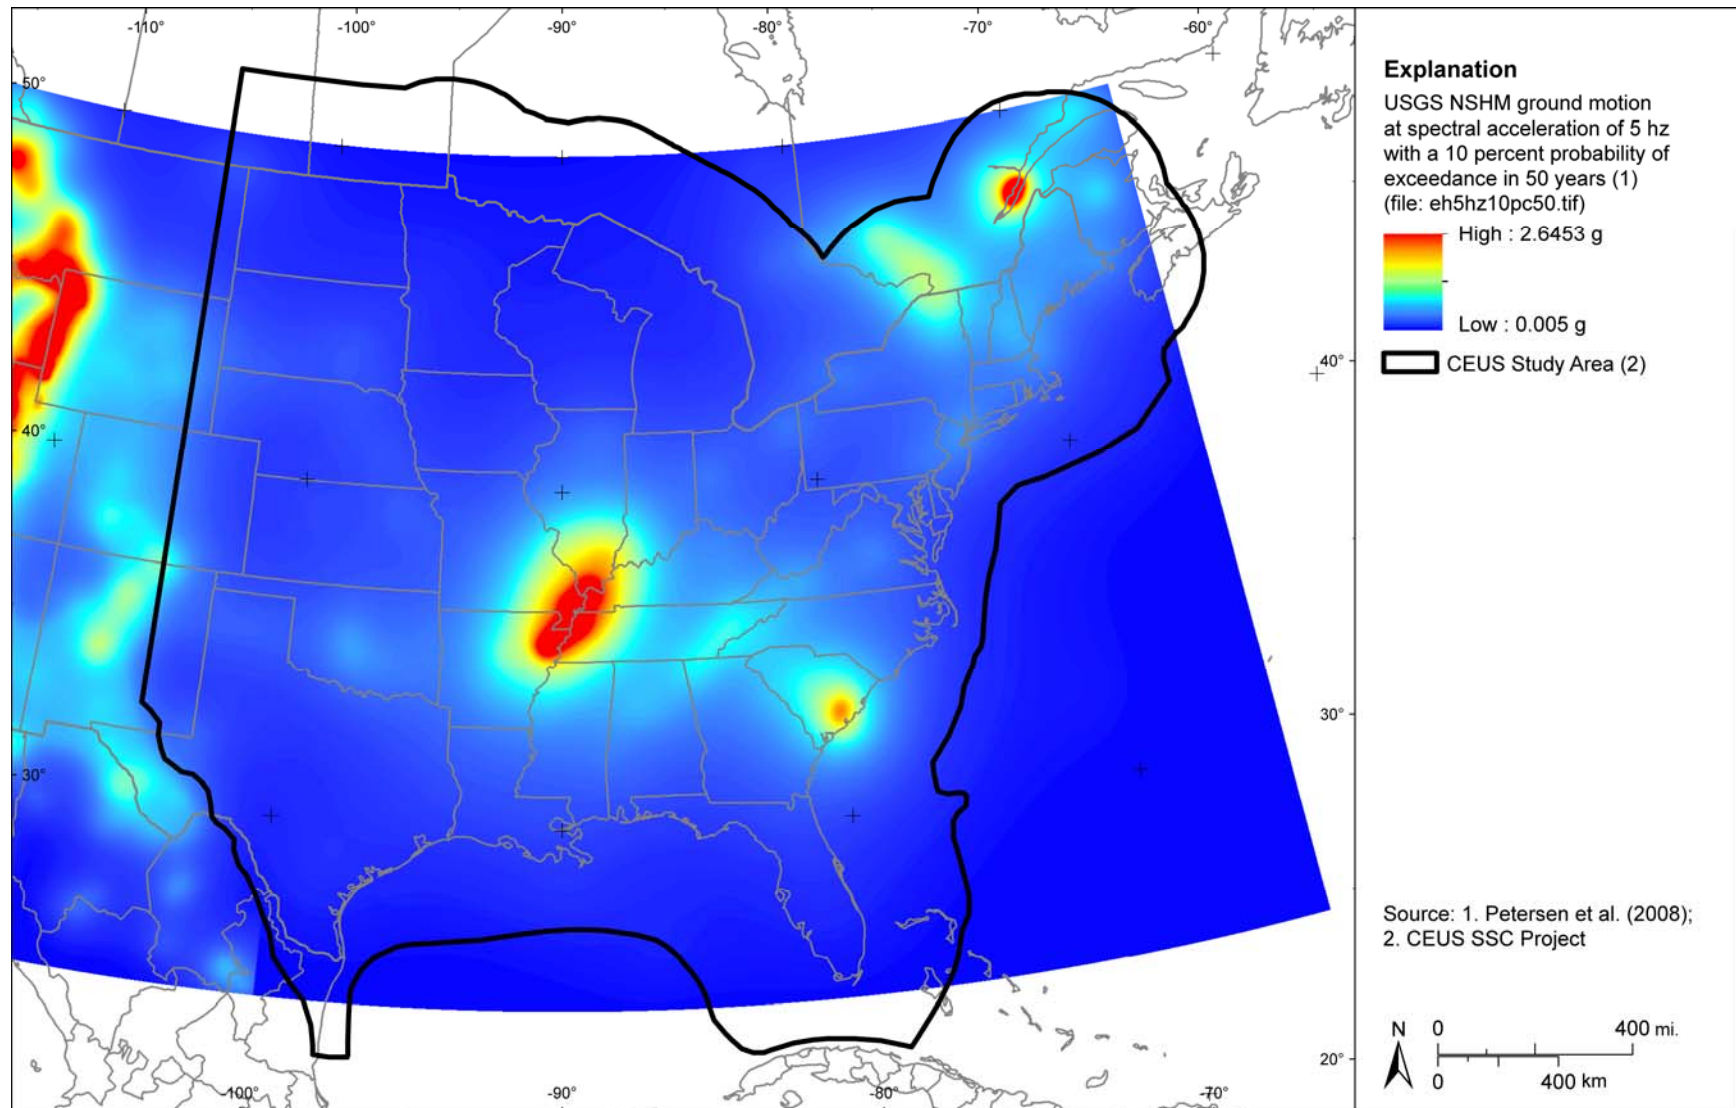 -110° -100° -90° -80° -70° -60°
50°
40°
30°
40°
30°
20°
-100° -90° -80° -70°
Explanation
USGS NSHM ground motion
at spectral acceleration of 5 hz
with a 10 percent probability of
exceedance in 50 years (1)
(file: eh5hz10pc50.tif)
High : 2.6453 g
Low : 0.005 g
CEUS Study Area (2)
Source: 1. Petersen et al. (2008);
2. CEUS SSC Project
N 0 400 mi.
0 400 km